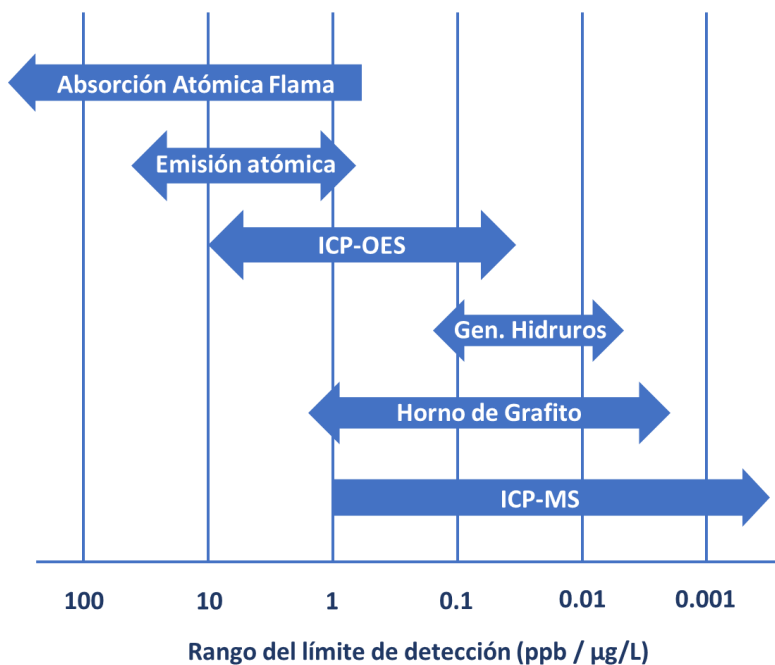 Absorción Atómica Flama
Emisión atómica
ICP-OES
Gen. Hidruros
Horno de Grafito
ICP-MS
100 10 1 0.1 0.01 0.001
Rango del límite de detección (ppb / µg/L)